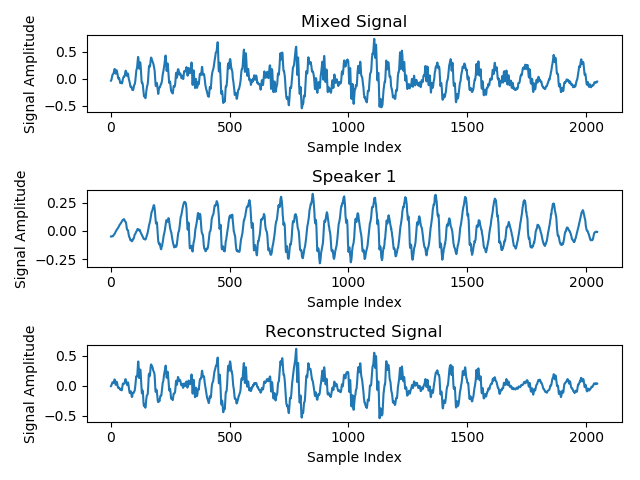 Mixed Signal
Signal Amplitude
0.5
0.0
−0.5
0 500 1000 1500 2000
Sample Index
Speaker 1
Signal Amplitude
0.25
0.00
−0.25
0 500 1000 1500 2000
Sample Index
Reconstructed Signal
Signal Amplitude
0.5
0.0
−0.5
0 500 1000 1500 2000
Sample Index